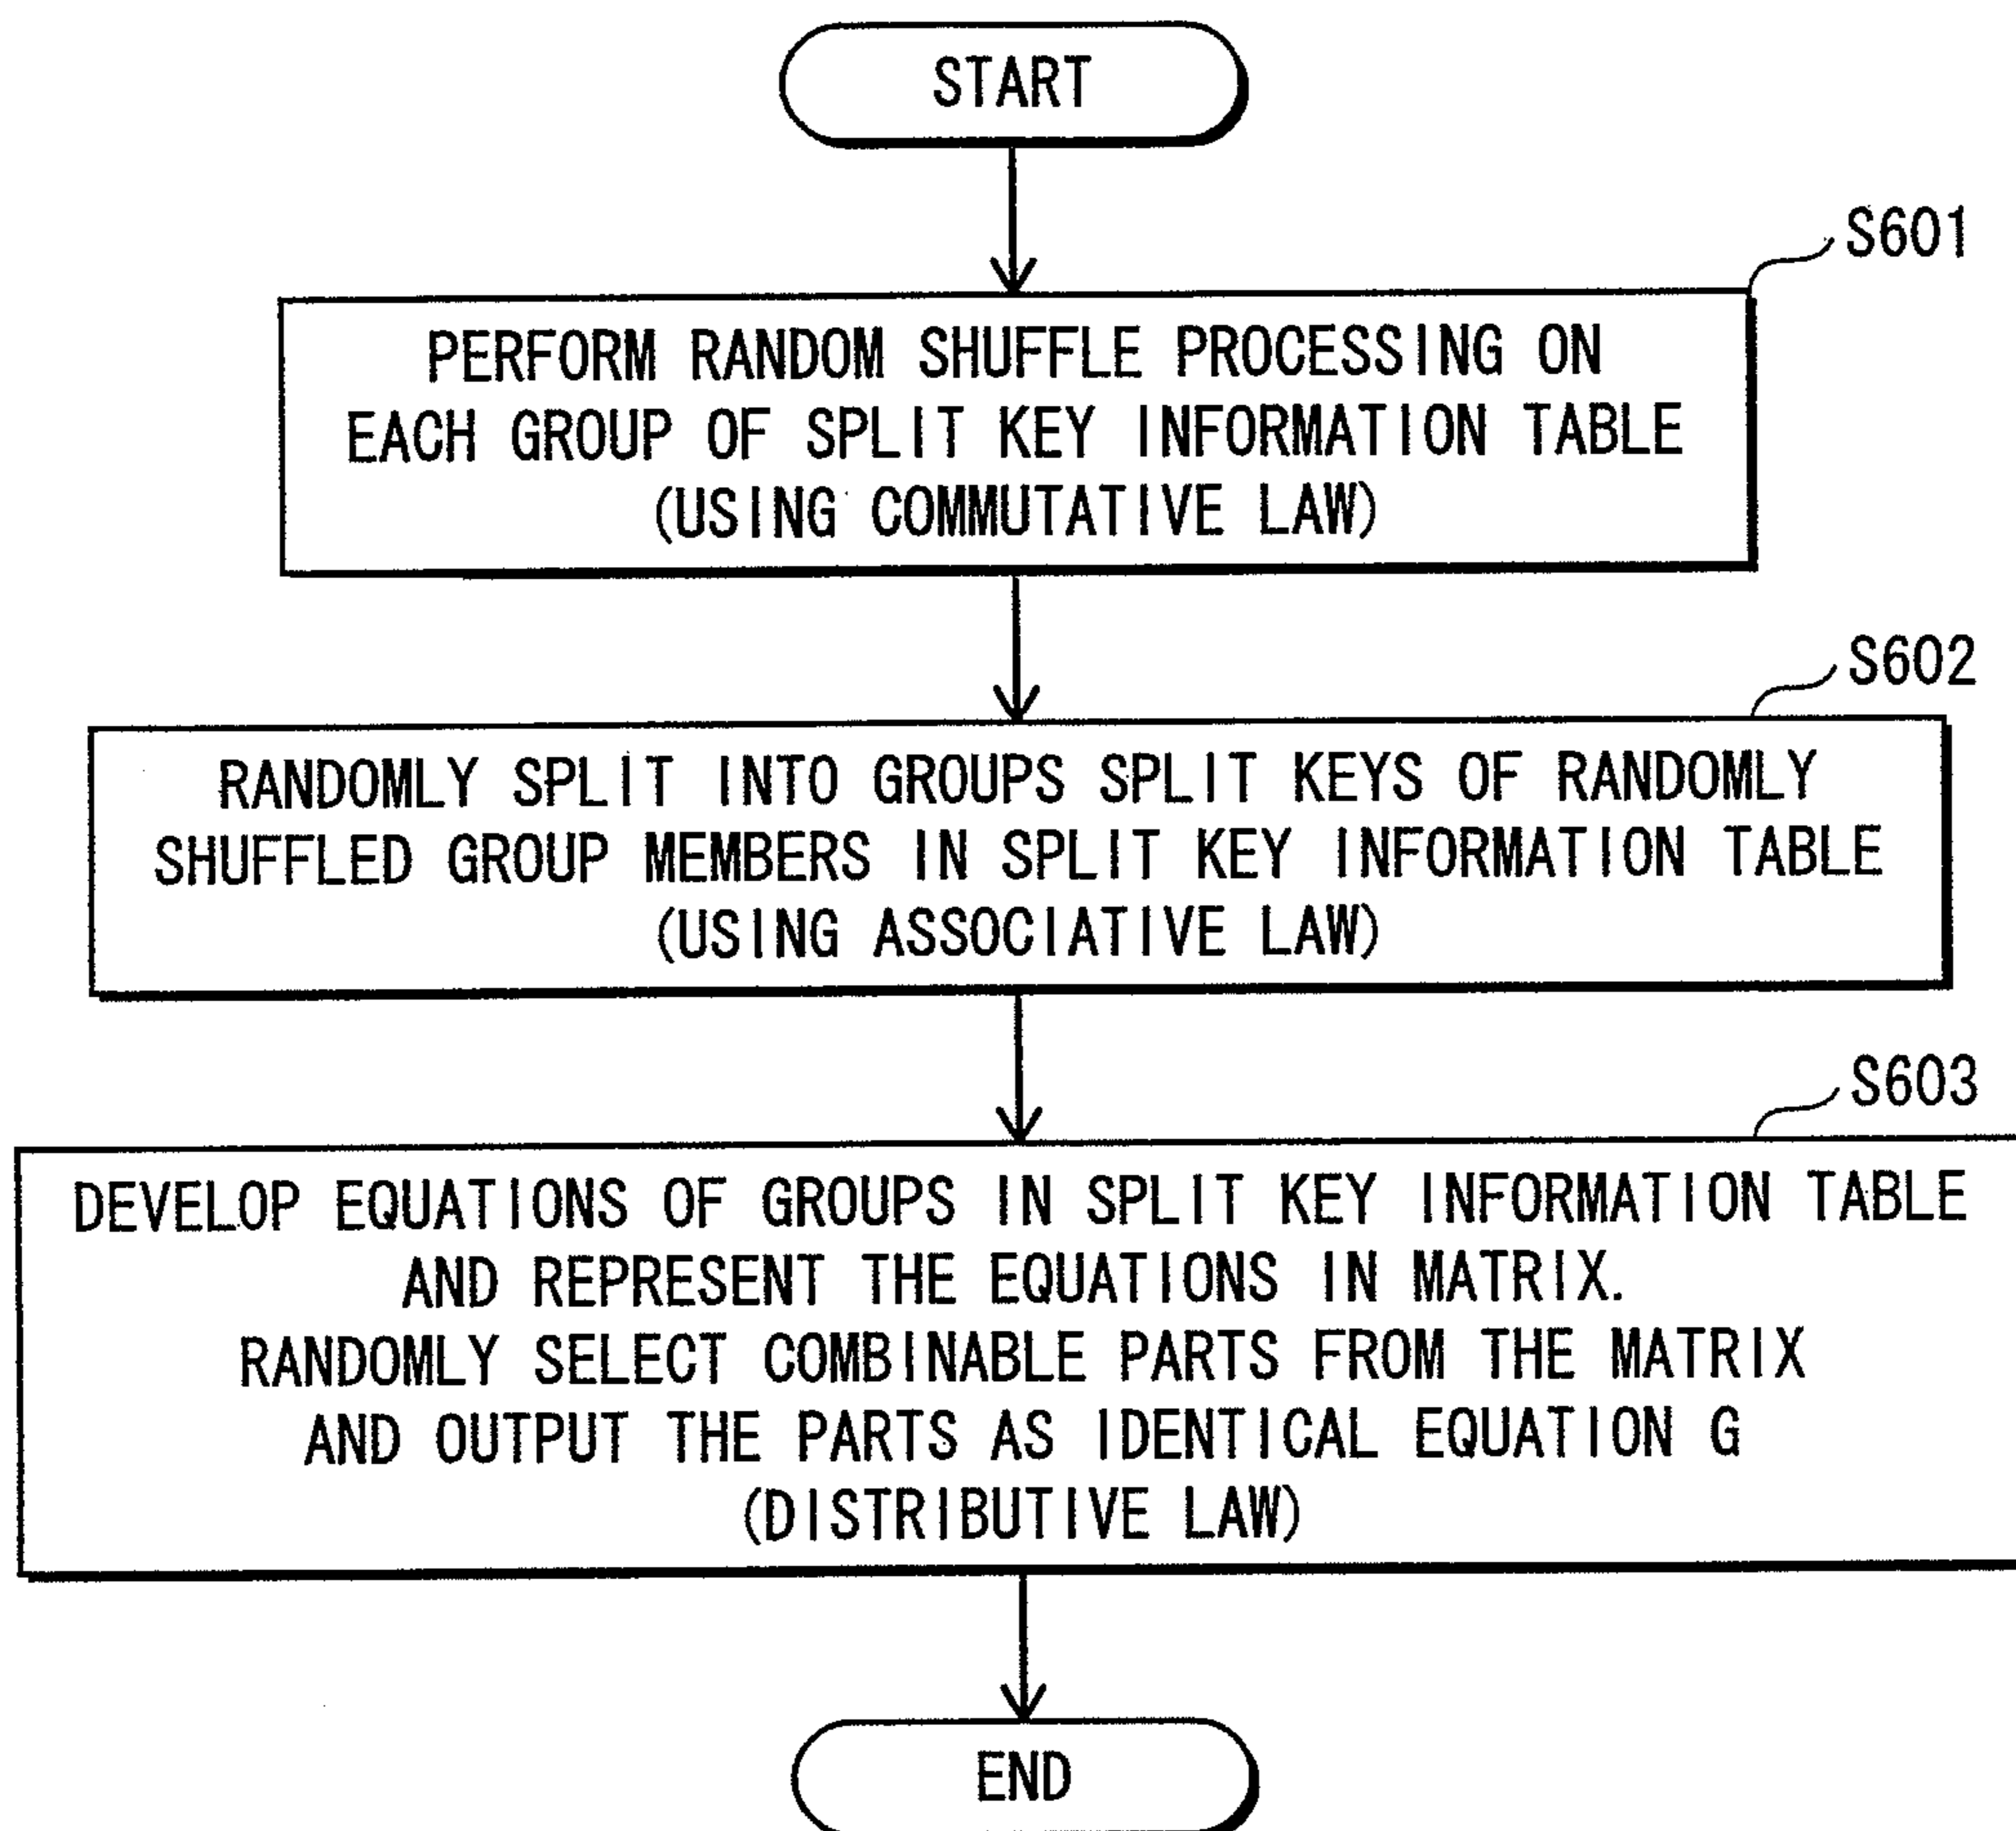 START
S601
PERFORM RANDOM SHUFFLE PROCESSING ON
EACH GROUP OF SPLIT KEY INFORMATION TABLE
(USING COMMUTATIVE LAW)
S602
RANDOMLY SPLIT INTO GROUPS SPLIT KEYS OF RANDOMLY
SHUFFLED GROUP MEMBERS IN SPLIT KEY INFORMATION TABLE
(USING ASSOCIATIVE LAW)
S603
DEVELOP EQUATIONS OF GROUPS IN SPLIT KEY INFORMATION TABLE
AND REPRESENT THE EQUATIONS IN MATRIX.
RANDOMLY SELECT COMBINABLE PARTS FROM THE MATRIX
AND OUTPUT THE PARTS AS IDENTICAL EQUATION G
(DISTRIBUTIVE LAW)
END